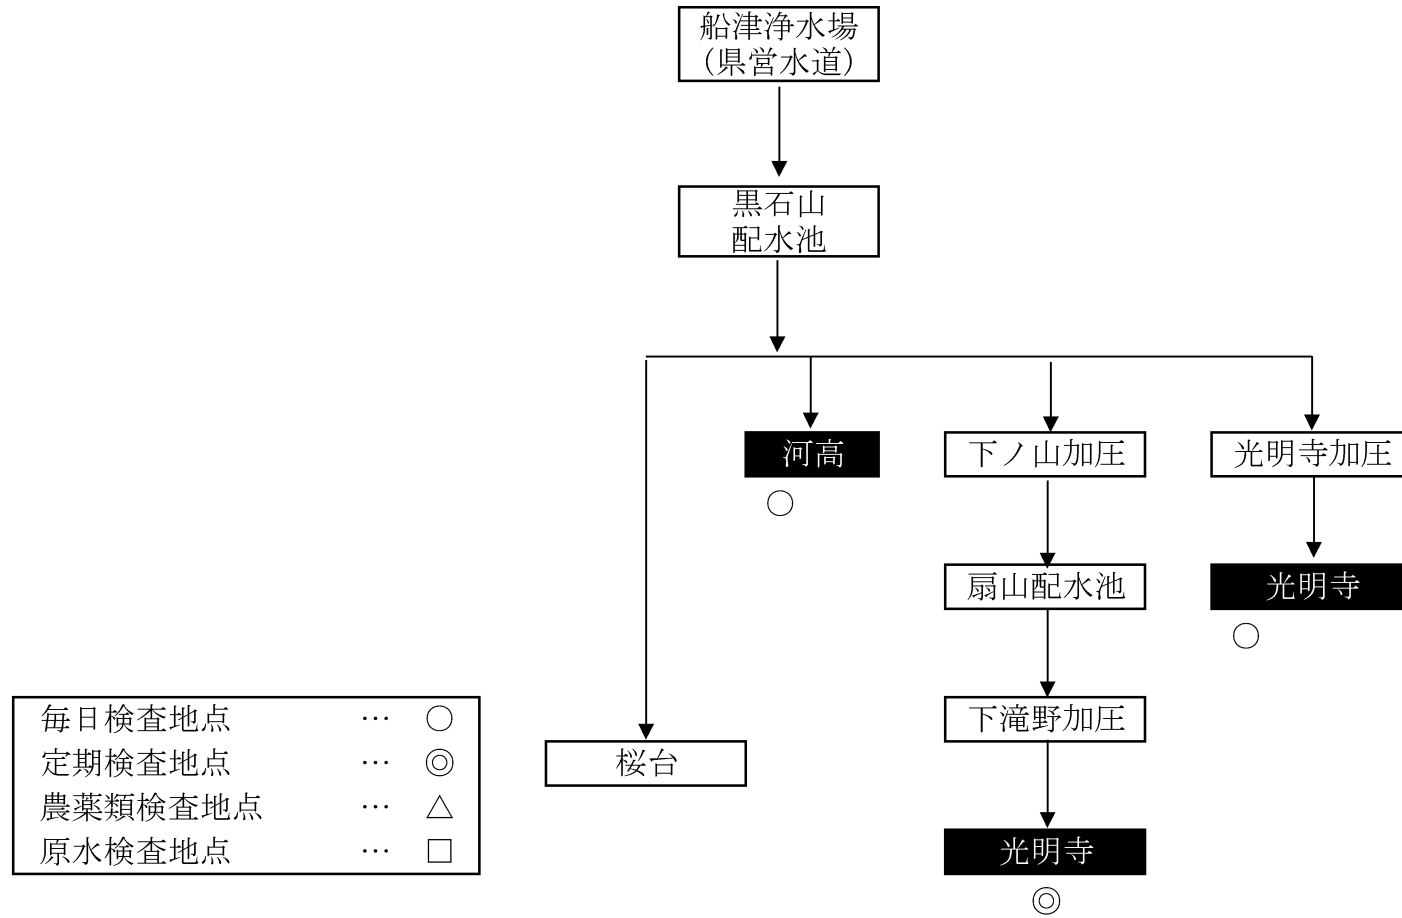 船津浄水場
（県営水道）
黒石山
配水池
河高
下ノ山加圧
光明寺加圧
○
扇山配水池
光明寺
○
毎日検査地点 … ○
下滝野加圧
定期検査地点 … ◎
桜台
農薬類検査地点 … △
原水検査地点 … □
光明寺
◎